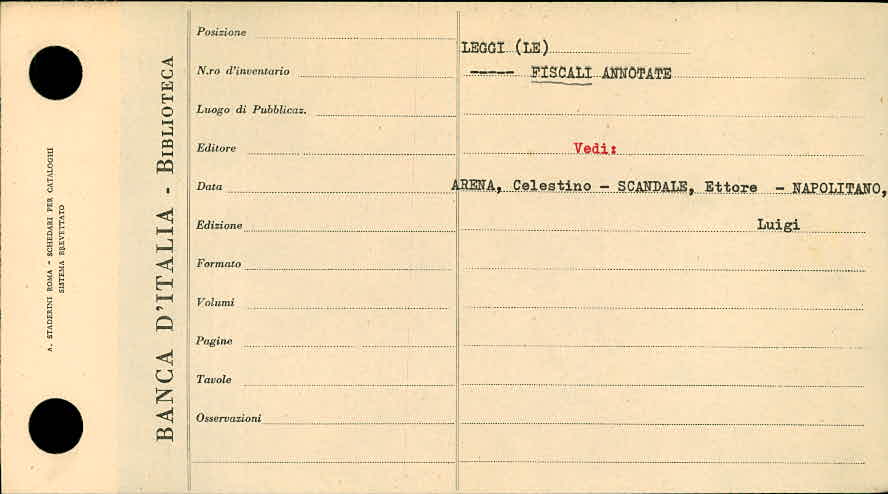 A. STADERINI ROMA - SCHEDARI PER CATALOGHI
SISTEMA BREVETTATO
BANCA D'ITALIA - BIBLIOTECA
Posizione
N.ro d'inventario
Luogo di Pubblicaz.
Editore
Data
Edizione
Formato
Volumi
Pagine
Tavole
Osservazioni
LEGGI (LE)
----- FISCALI ANNOTATE
Vedi:
ARENA, Celestino - SCANDALE, Ettore - NAPOLITANO,
Luigi